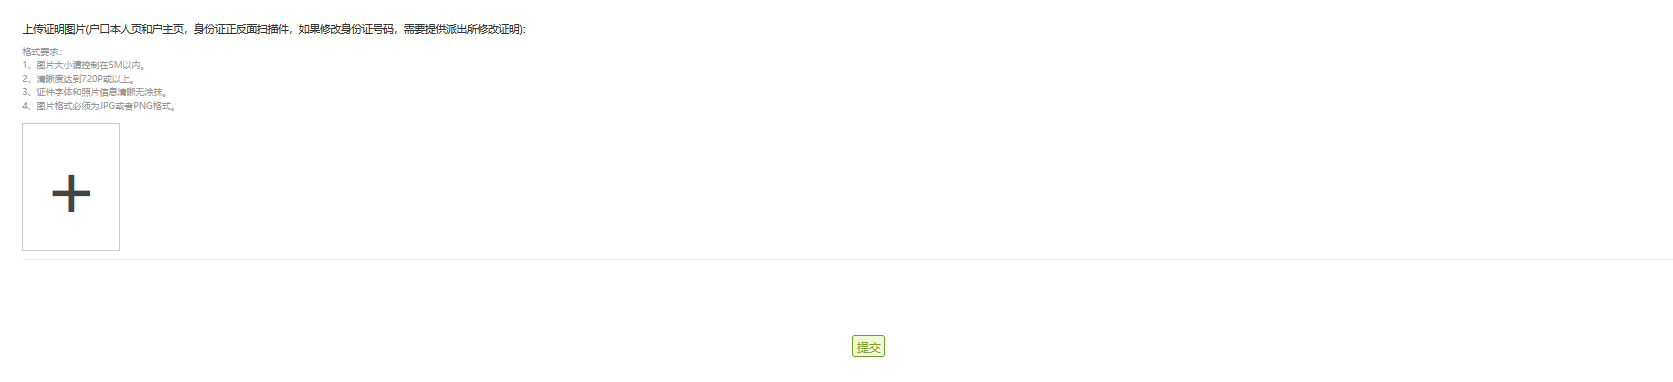 上传证明图片(户口本人页和户主页，身份证正反面扫描件，如果修改身份证号码，需要提供派出所修改证明):
格式要求:
1、图片大小请控制在5M以内。
2、清晰度达到720P或以上。
3、证件字体和照片信息清晰无涂抹。
4、图片格式必须为JPG或者PNG格式。
提交